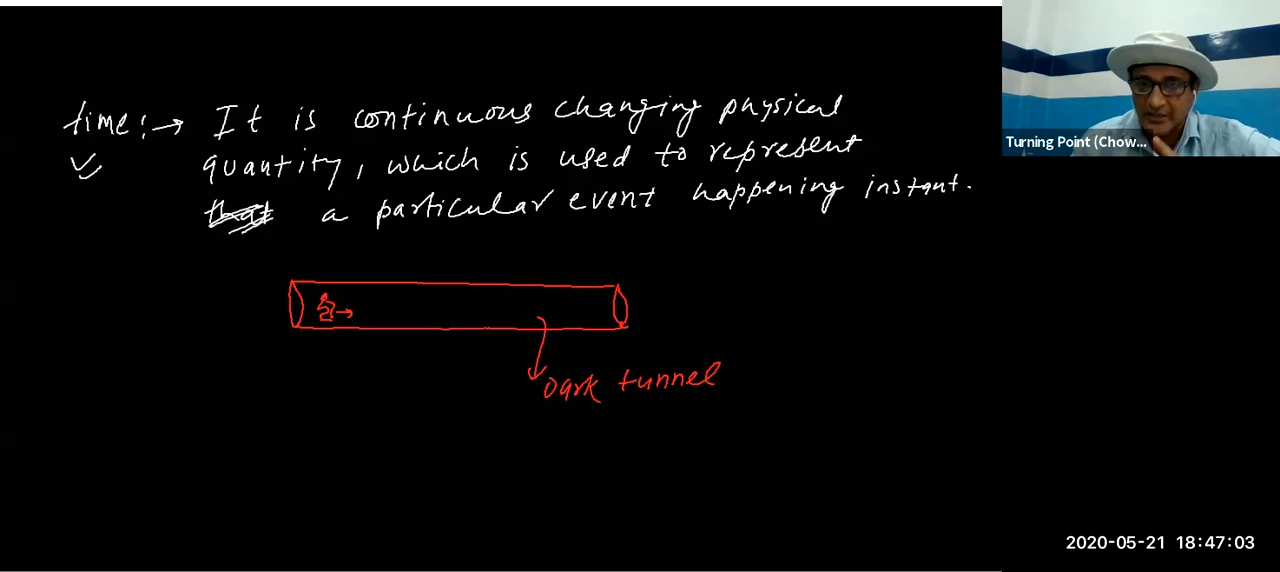 time:→ It is continuous changing physical
quantity, which is used to represent
a particular event happening instant.
Dark tunnel
Turning Point (Chow...
2020-05-21 18:47:03